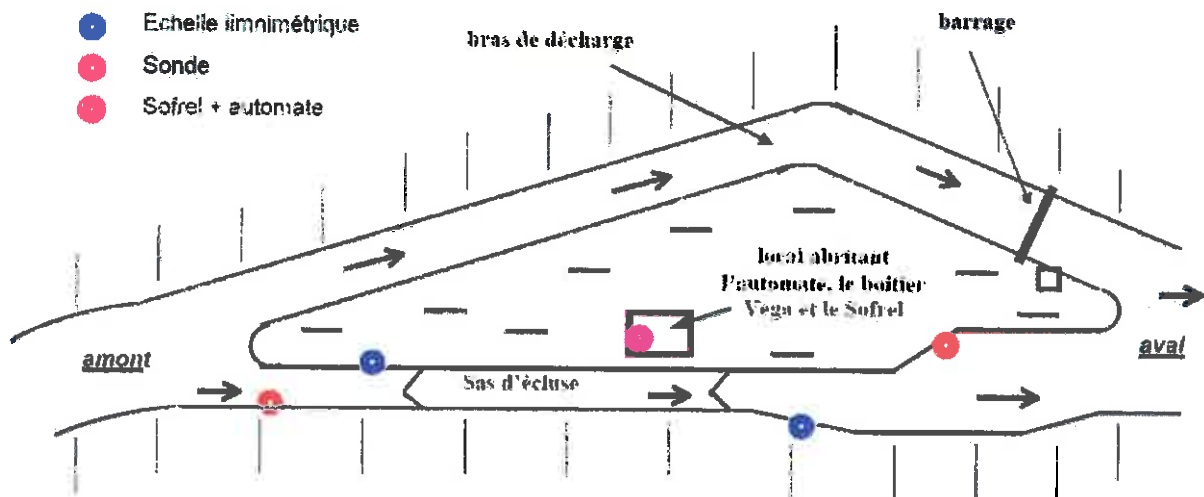 Echelle limnimétrique
Sonde
Sofrel + automate
bras de décharge
barrage
local abritant
l'automate, le boitier
Véga et le Sofrel
amont
Sas d'écluse
aval